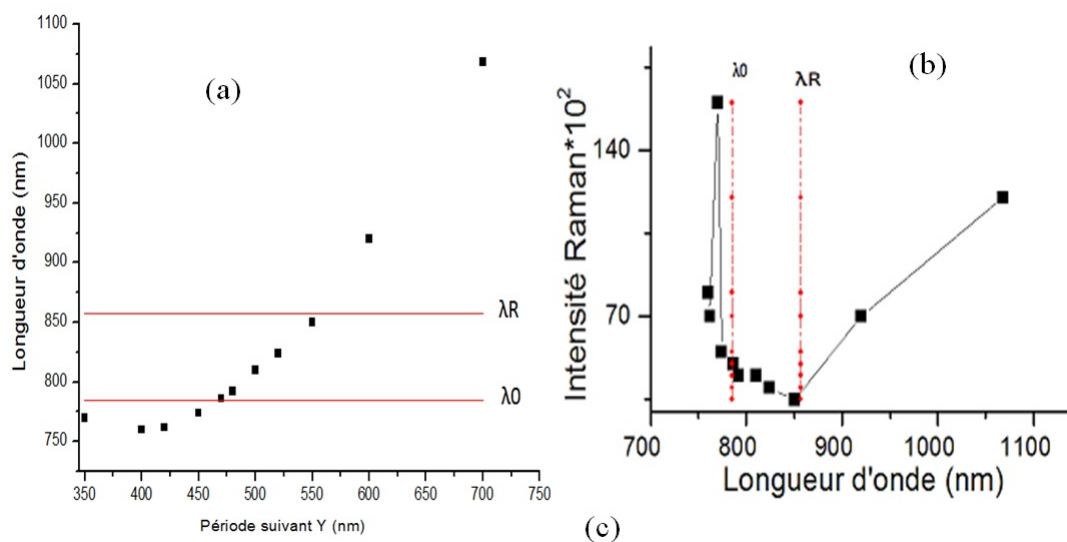 (a)
Longueur d'onde (nm)
1100
1050
1000
950
900
850
800
750
λR
λ0
350 400 450 500 550 600 650 700 750
Période suivant Y (nm)
(b)
Intensité Raman*10²
140
70
λ0
λR
700 800 900 1000 1100
Longueur d'onde (nm)
(c)